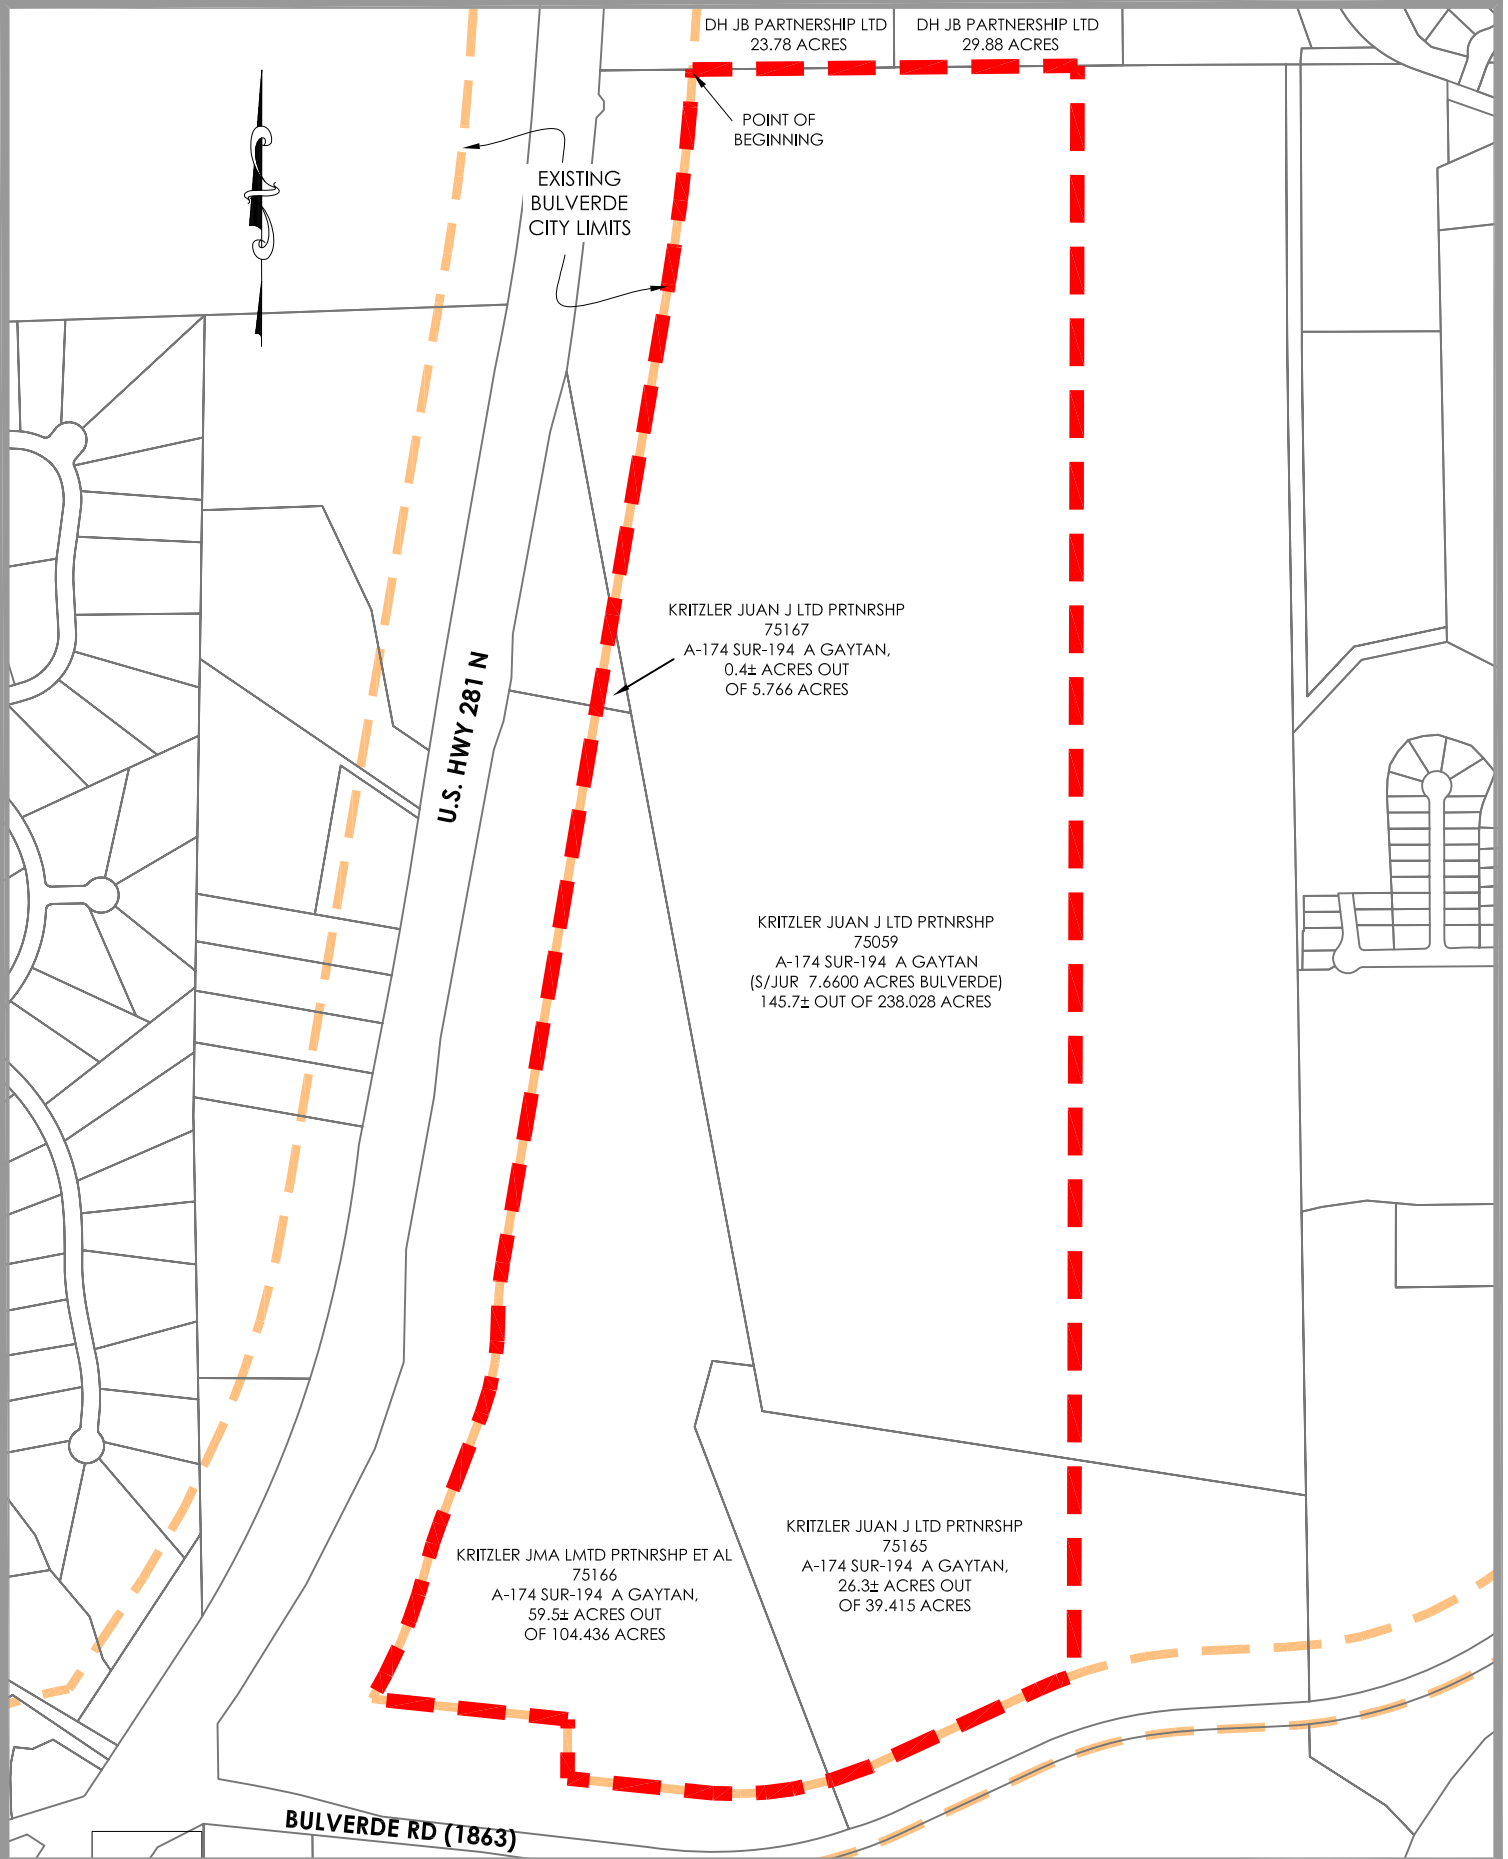 DH JB PARTNERSHIP LTD
23.78 ACRES
DH JB PARTNERSHIP LTD
29.88 ACRES
POINT OF
BEGINNING
EXISTING
BULVERDE
CITY LIMITS
KRITZLER JUAN J LTD PRTNRSHP
75167
A-174 SUR-194 A GAYTAN,
0.4± ACRES OUT
OF 5.766 ACRES
U.S. HWY 281 N
KRITZLER JUAN J LTD PRTNRSHP
75059
A-174 SUR-194 A GAYTAN
(S/JUR 7.6600 ACRES BULVERDE)
145.7± OUT OF 238.028 ACRES
KRITZLER JUAN J LTD PRTNRSHP
75165
A-174 SUR-194 A GAYTAN,
26.3± ACRES OUT
OF 39.415 ACRES
KRITZLER JMA LMTD PRTNRSHP ET AL
75166
A-174 SUR-194 A GAYTAN,
59.5± ACRES OUT
OF 104.436 ACRES
BULVERDE RD (1863)